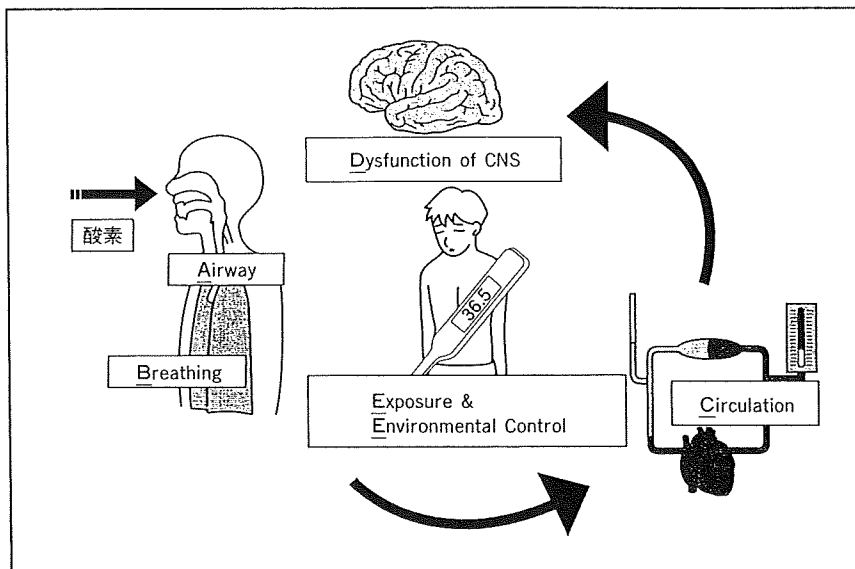 Dysfunction of CNS
酸素
Airway
36.5
Breathing
Exposure &
Environmental Control
Circulation